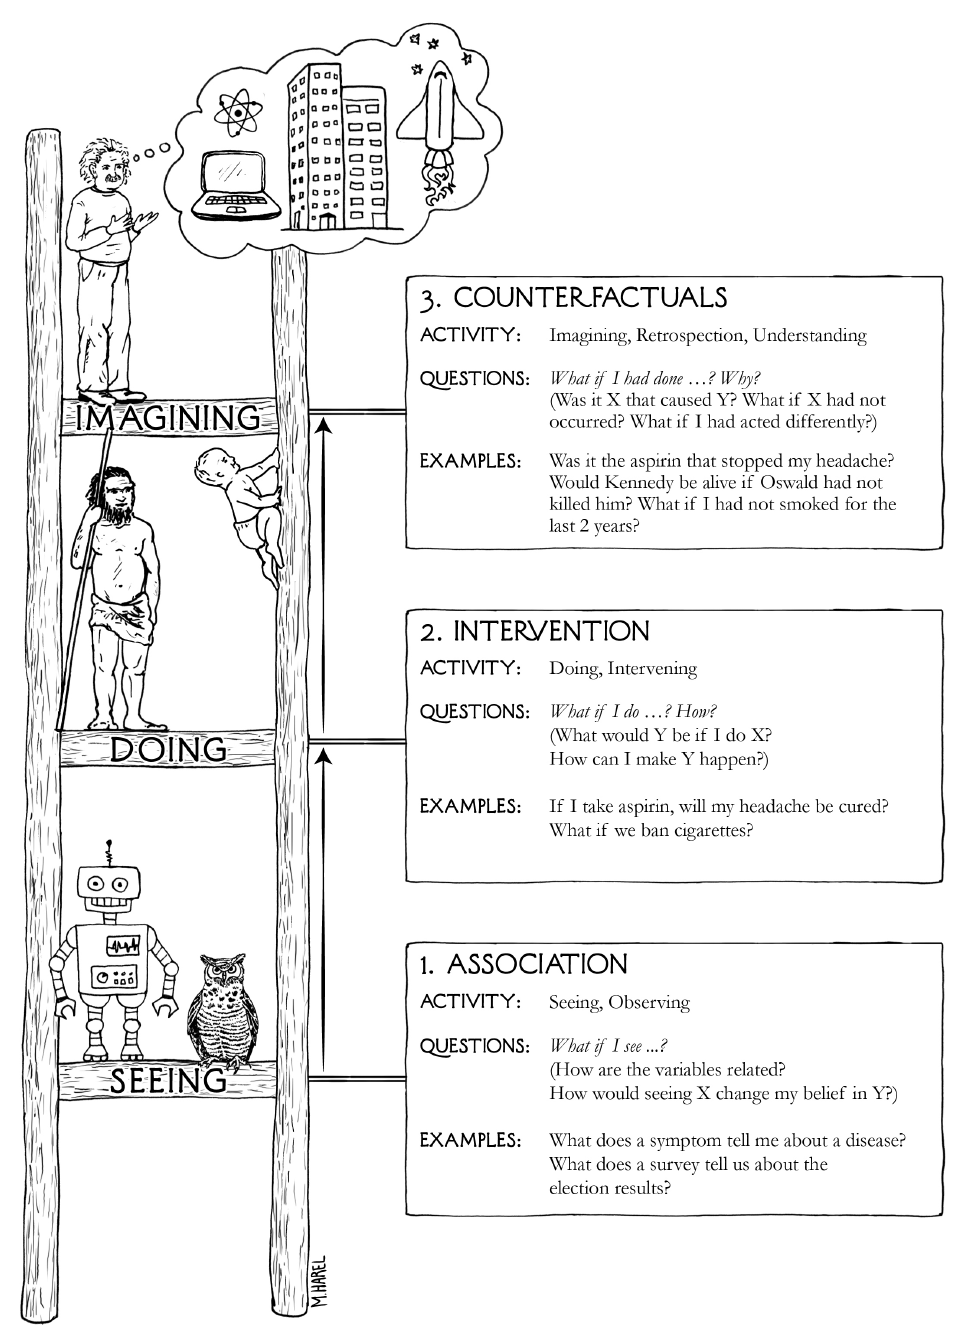 3. COUNTERFACTUALS
ACTIVITY: Imagining, Retrospection, Understanding
QUESTIONS: What if I had done …? Why?
(Was it X that caused Y? What if X had not
occurred? What if I had acted differently?)
EXAMPLES: Was it the aspirin that stopped my headache?
Would Kennedy be alive if Oswald had not
killed him? What if I had not smoked for the
last 2 years?
IMAGINING
2. INTERVENTION
ACTIVITY: Doing, Intervening
QUESTIONS: What if I do …? How?
(What would Y be if I do X?
How can I make Y happen?)
EXAMPLES: If I take aspirin, will my headache be cured?
What if we ban cigarettes?
DOING
1. ASSOCIATION
ACTIVITY: Seeing, Observing
QUESTIONS: What if I see ...?
(How are the variables related?
How would seeing X change my belief in Y?)
EXAMPLES: What does a symptom tell me about a disease?
What does a survey tell us about the
election results?
SEEING
M.HAREL